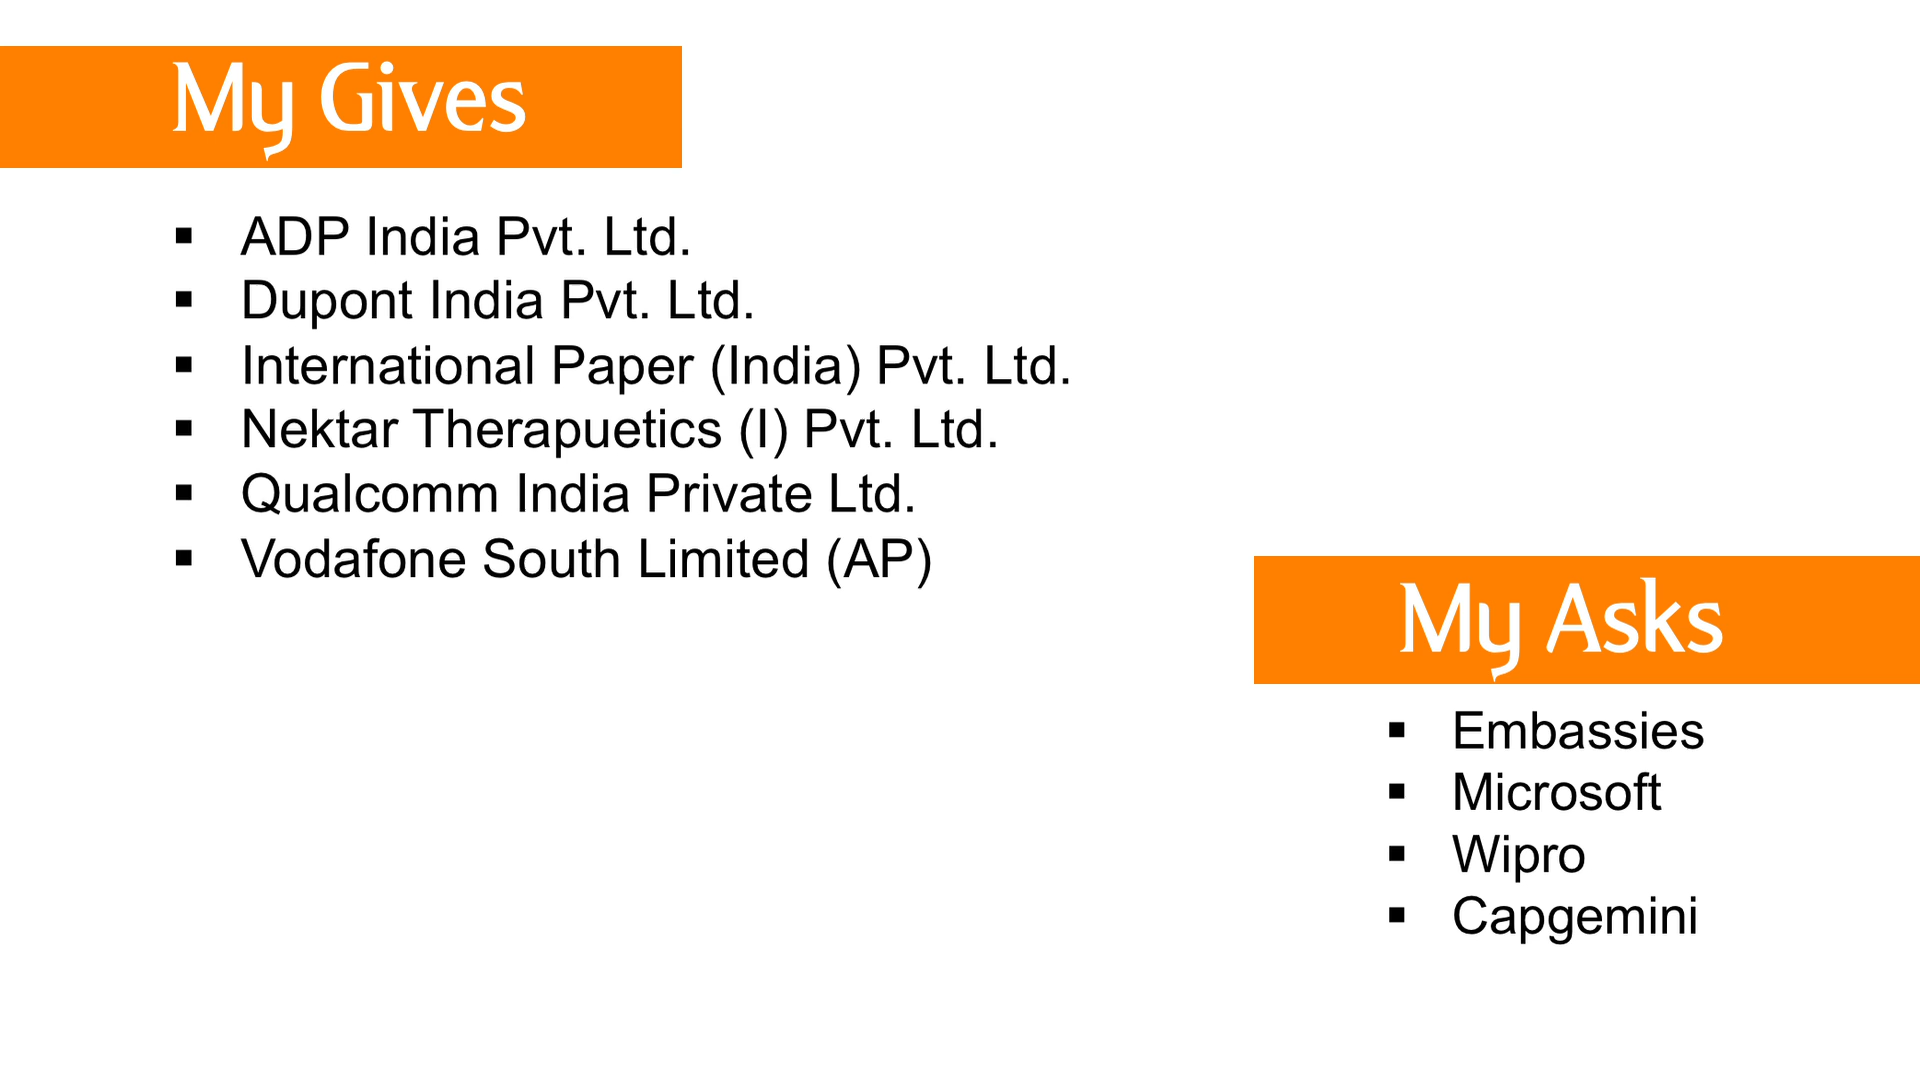 My Gives
▪ ADP India Pvt. Ltd.
▪ Dupont India Pvt. Ltd.
▪ International Paper (India) Pvt. Ltd.
▪ Nektar Therapuetics (I) Pvt. Ltd.
▪ Qualcomm India Private Ltd.
▪ Vodafone South Limited (AP)
My Asks
▪ Embassies
▪ Microsoft
▪ Wipro
▪ Capgemini